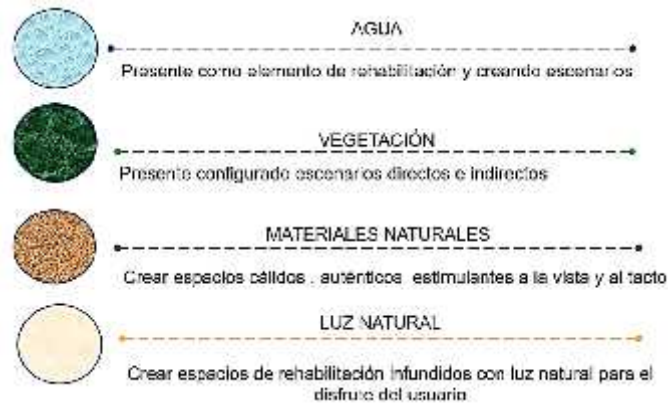 AGUA
Presente como elemento de rehabilitación y creando escenarios
VEGETACIÓN
Presente configurado escenarios directos e indirectos
MATERIALES NATURALES
Crear espacios cálidos , auténticos estimulantes a la vista y al tacto
LUZ NATURAL
Crear espacios de rehabilitación infundidos con luz natural para el
disfrute del usuario